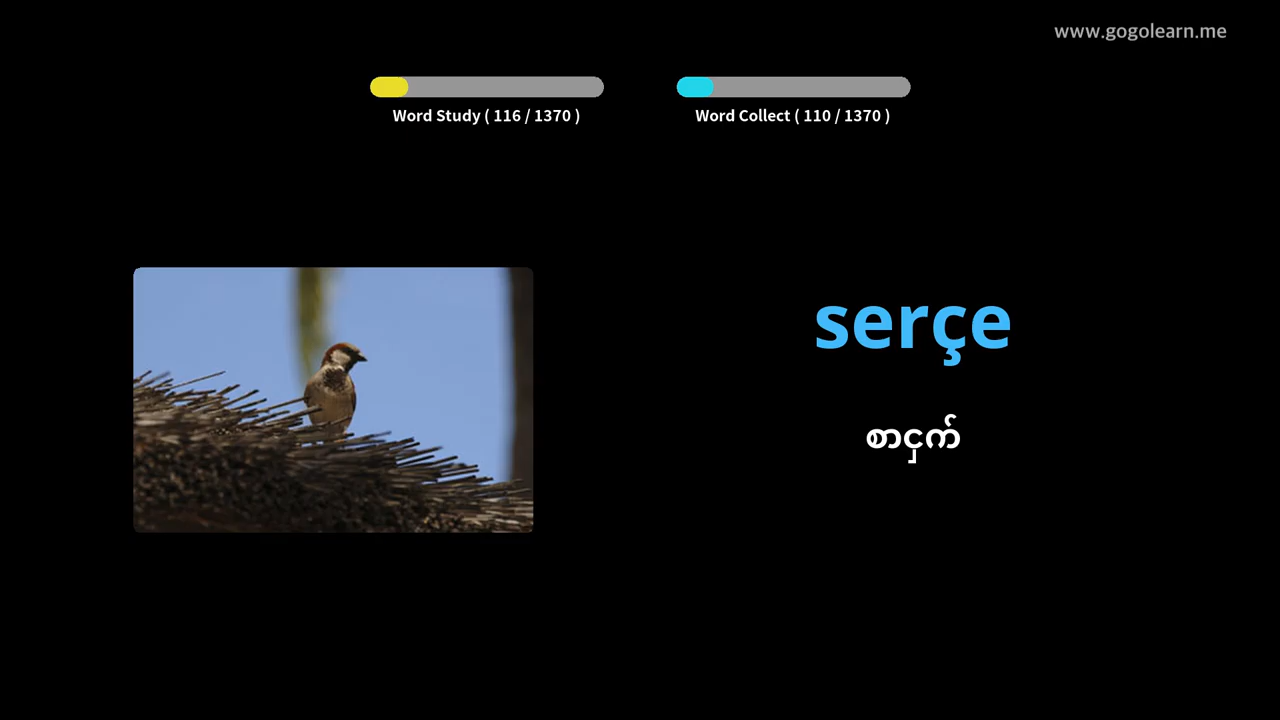 www.gogolearn.me
Word Study ( 116 / 1370 )
Word Collect ( 110 / 1370 )
serçe
စာငှက်